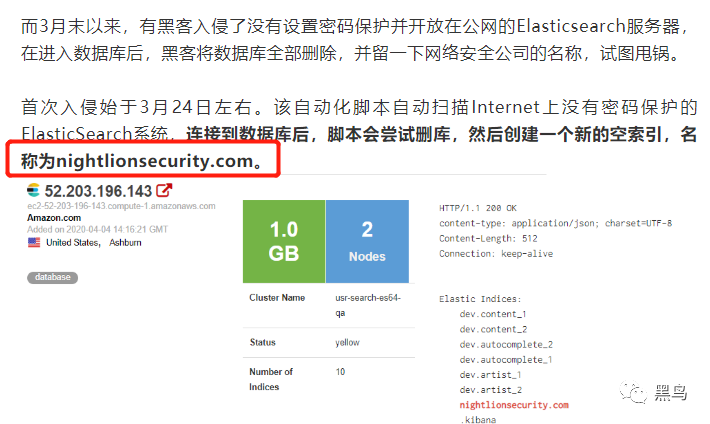 而3月末以来，有黑客入侵了没有设置密码保护并开放在公网的Elasticsearch服务器，
在进入数据库后，黑客将数据库全部删除，并留一下网络安全公司的名称，试图甩锅。
首次入侵始于3月24日左右。该自动化脚本自动扫描Internet上没有密码保护的
ElasticSearch系统，连接到数据库后，脚本会尝试删库，然后创建一个新的空索引，名
称为nightlionsecurity.com。
52.203.196.143
ec2-52-203-196-143.compute-1.amazonaws.com
Amazon.com
Added on 2020-04-04 14:16:21 GMT
United States, Ashburn
database
1.0
GB
2
Nodes
Cluster Name usr-search-es64-
qa
Status yellow
Number of 10
Indices
HTTP/1.1 200 OK
content-type: application/json; charset=UTF-8
Content-Length: 512
Connection: keep-alive
Elastic Indices:
dev.content_1
dev.content_2
dev.autocomplete_2
dev.autocomplete_1
dev.artist_1
dev.artist_2
nightlionsecurity.com
.kibana
黑鸟